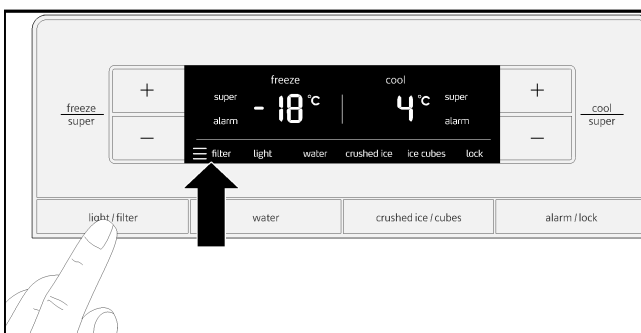 freeze
super
+
−
freeze
cool
super
alarm
-18 °C
4 °C
super
alarm
filter light water crushed ice ice cubes lock
+
−
cool
super
light / filter
water
crushed ice / cubes
alarm / lock